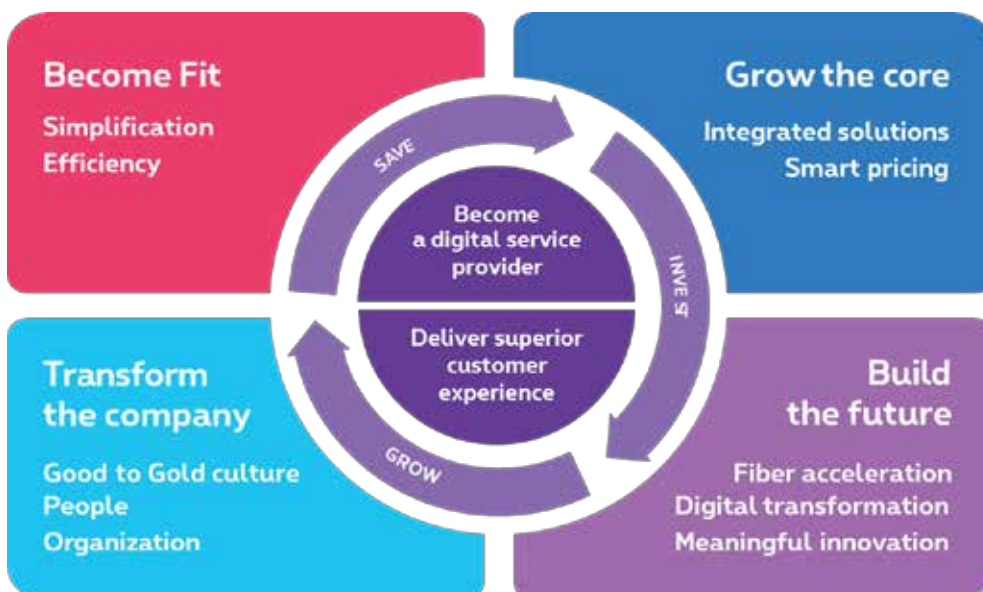 Become Fit
Simplification
Efficiency
Grow the core
Integrated solutions
Smart pricing
SAVE
INVEST
GROW
Become
a digital service
provider
Deliver superior
customer
experience
Transform
the company
Good to Gold culture
People
Organization
Build
the future
Fiber acceleration
Digital transformation
Meaningful innovation